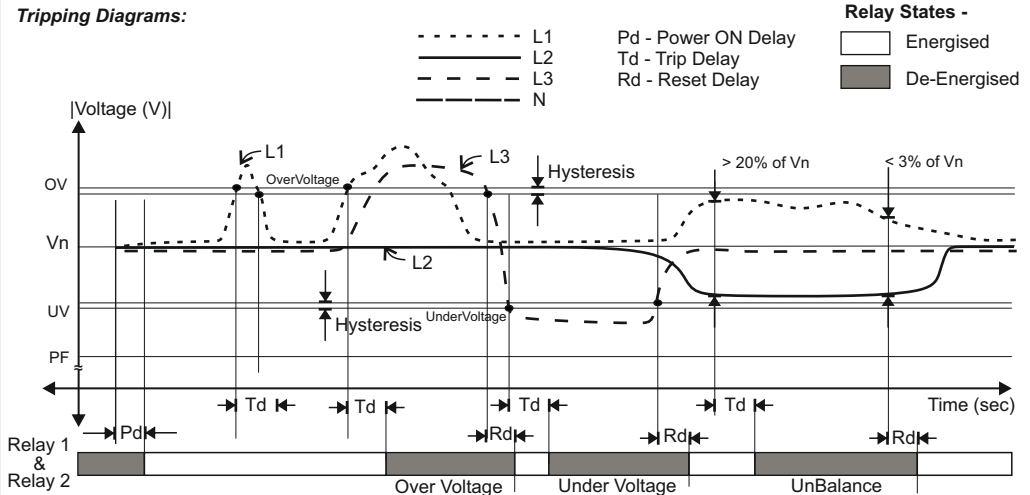 Tripping Diagrams:
Relay States -
L1
L2
L3
N
Pd - Power ON Delay
Td - Trip Delay
Rd - Reset Delay
Energised
De-Energised
|Voltage (V)|
L1
L3
OverVoltage
Hysteresis
> 20% of Vn
< 3% of Vn
OV
Vn
L2
UV
Hysteresis
UnderVoltage
PF
Td
Td
Td
Td
Time (sec)
Pd
Rd
Rd
Rd
Relay 1
&
Relay 2
Over Voltage
Under Voltage
UnBalance